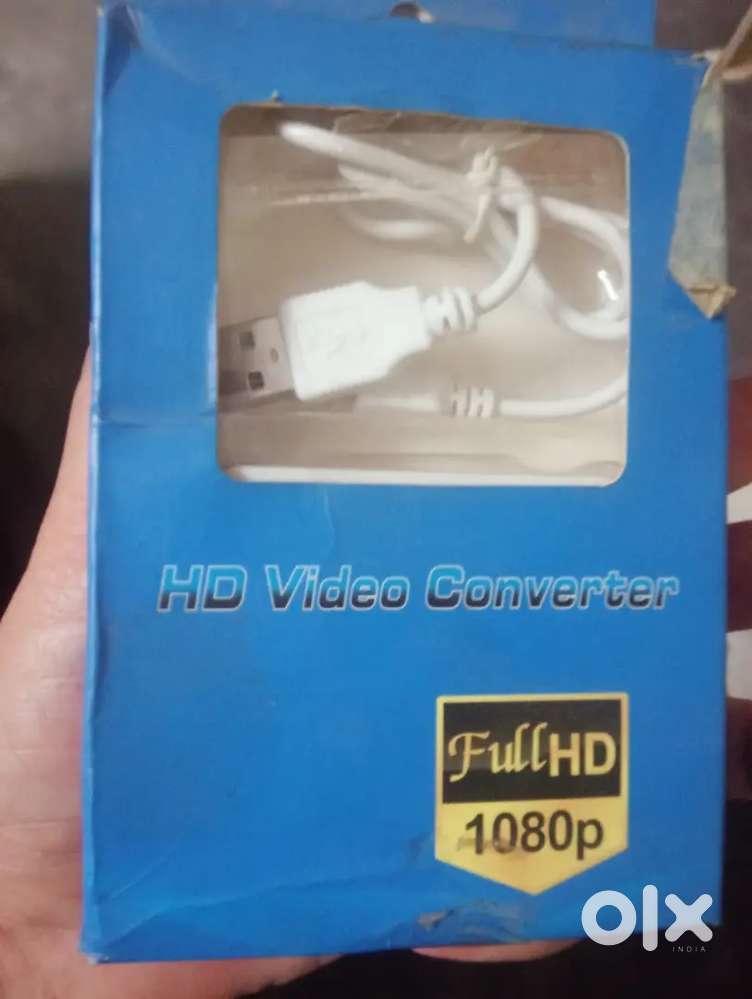 HD Video Converter
Full HD
1080p
olx
INDIA